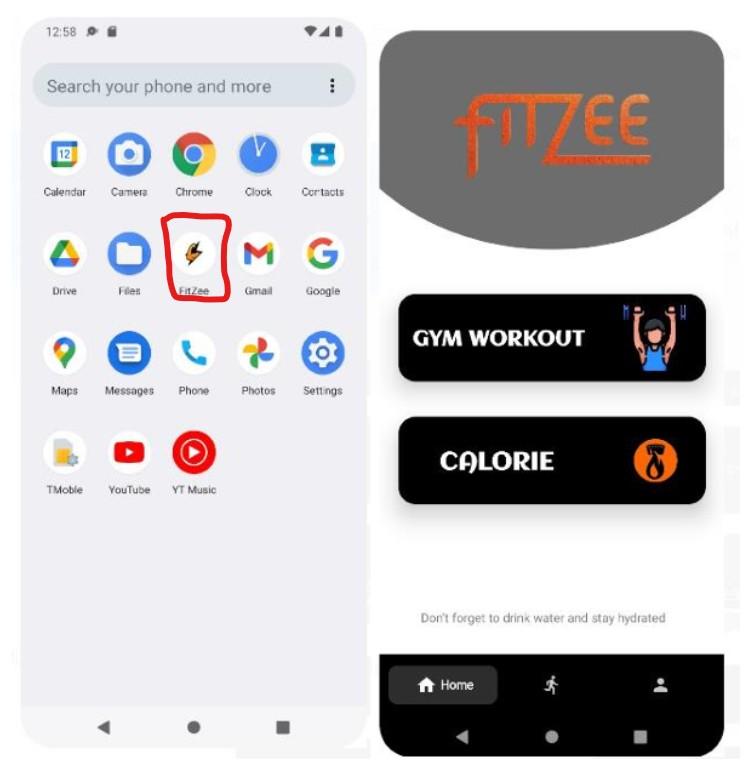 12:58
Search your phone and more
12
Calendar Camera Chrome Clock Contacts
Drive Files FitZee Gmail Google
Maps Messages Phone Photos Settings
TMoble YouTube YT Music
FITZEE
GYM WORKOUT
CALORIE
Don't forget to drink water and stay hydrated
Home